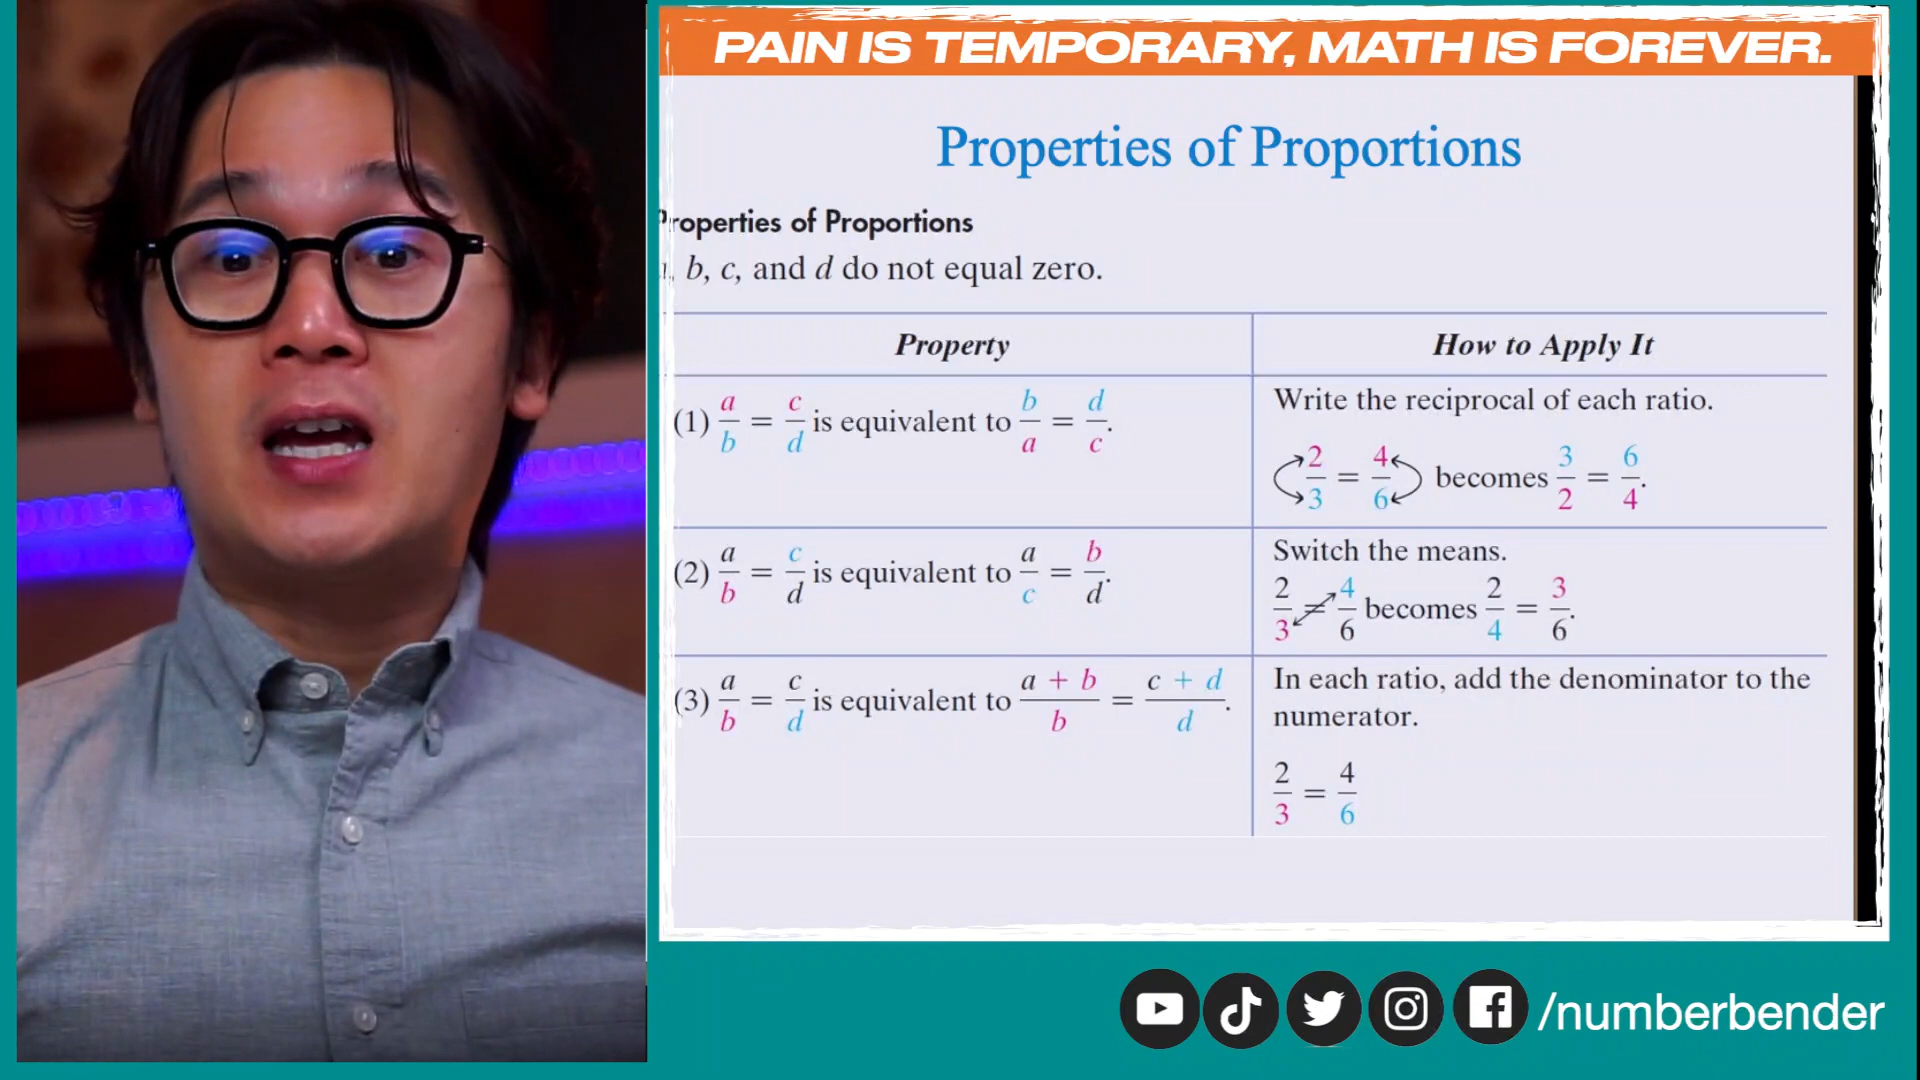 PAIN IS TEMPORARY, MATH IS FOREVER.
Properties of Proportions
Properties of Proportions
b, c, and d do not equal zero.
Property
How to Apply It
(1) a/b = c/d is equivalent to b/a = d/c.
Write the reciprocal of each ratio.
2/3 = 4/6 becomes 3/2 = 6/4.
(2) a/b = c/d is equivalent to a/c = b/d.
Switch the means.
2/3 = 4/6 becomes 2/4 = 3/6.
(3) a/b = c/d is equivalent to (a + b)/b = (c + d)/d.
In each ratio, add the denominator to the
numerator.
2/3 = 4/6
/numberbender